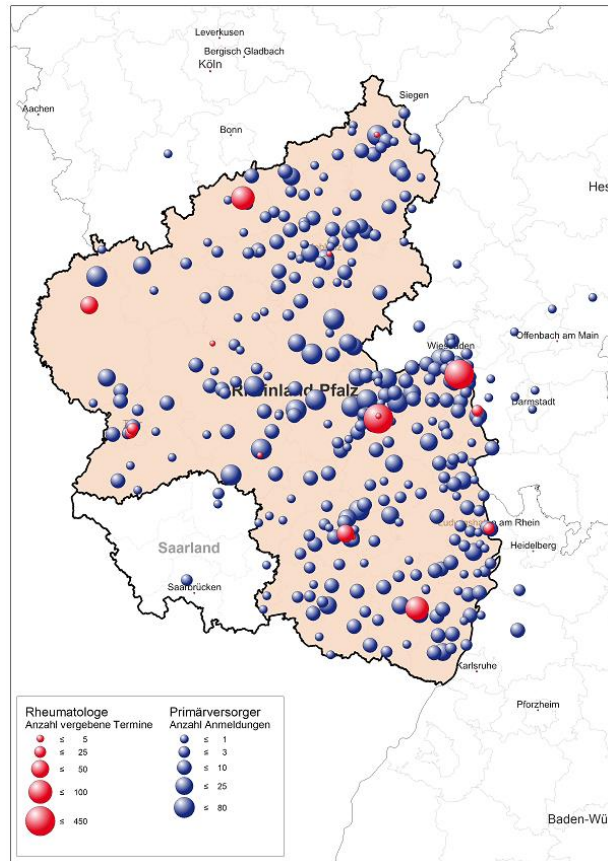 Leverkusen
Bergisch Gladbach
Köln
Aachen
Siegen
Bonn
Hess
Wiesbaden
Offenbach am Main
Darmstadt
Rheinland-Pfalz
Ludwigshafen am Rhein
Heidelberg
Saarland
Saarbrücken
Karlsruhe
Pforzheim
Baden-Wü
Rheumatologe
Anzahl vergebene Termine
≤ 5
≤ 25
≤ 50
≤ 100
≤ 450
Primärversorger
Anzahl Anmeldungen
≤ 1
≤ 3
≤ 10
≤ 25
≤ 80